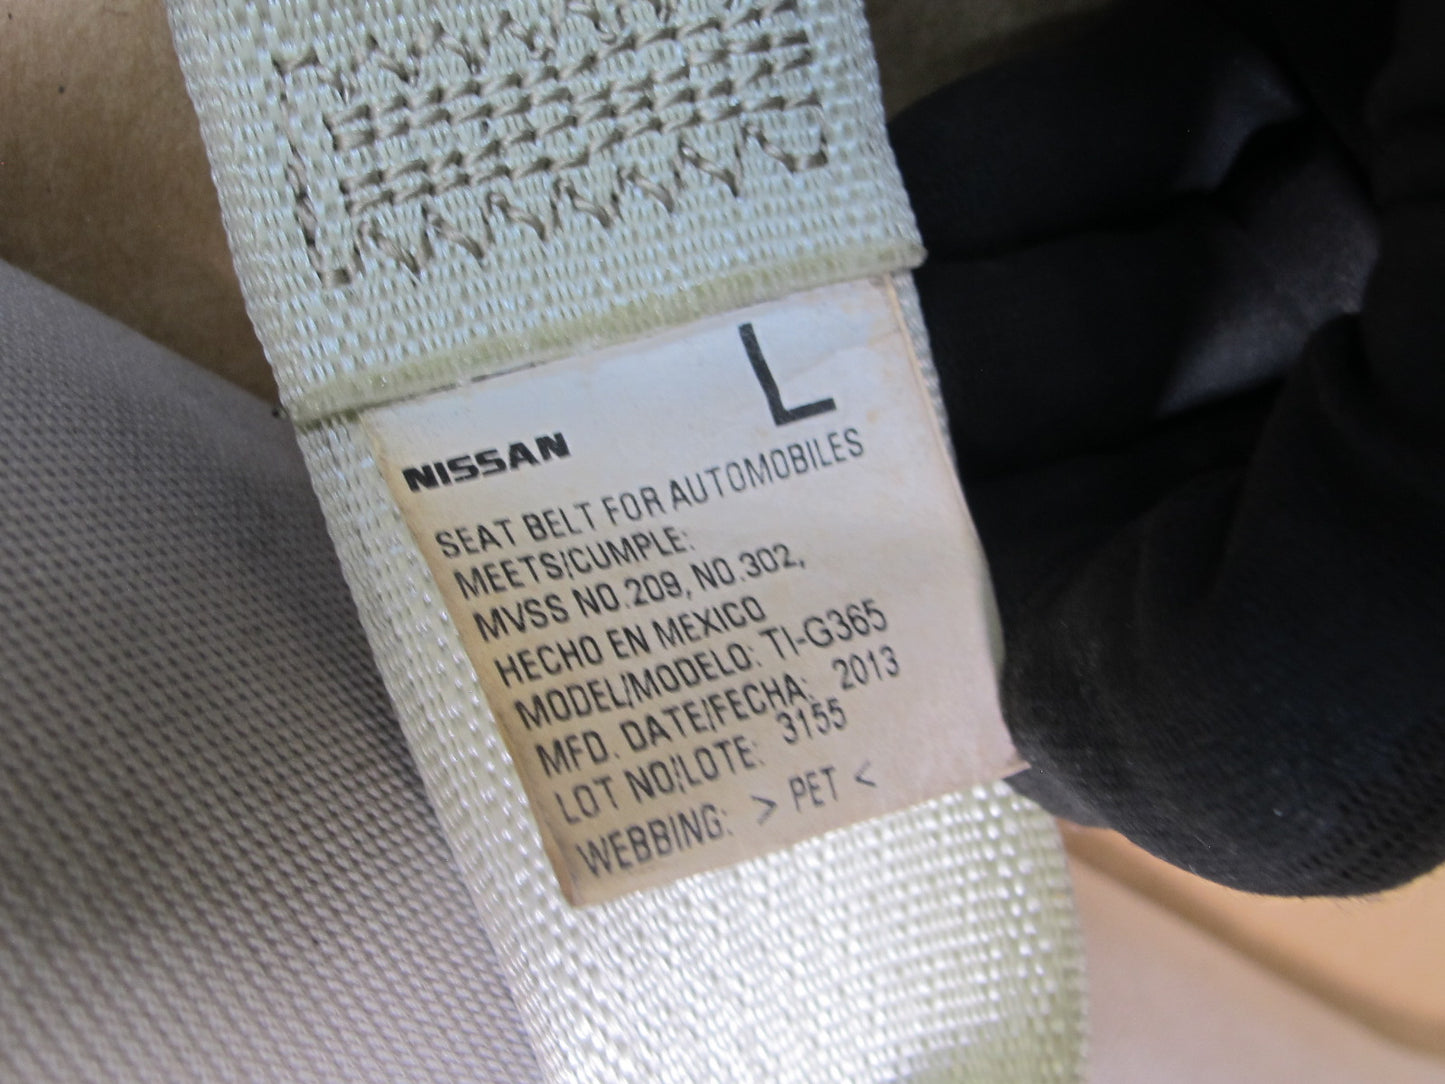 L
NISSAN
SEAT BELT FOR AUTOMOBILES
MEETS/CUMPLE:
MVSS NO.209, NO.302,
HECHO EN MEXICO
MODEL/MODELO: TI-G365
MFD. DATE/FECHA: 2013
LOT NO/LOTE: 3155
WEBBING: > PET <